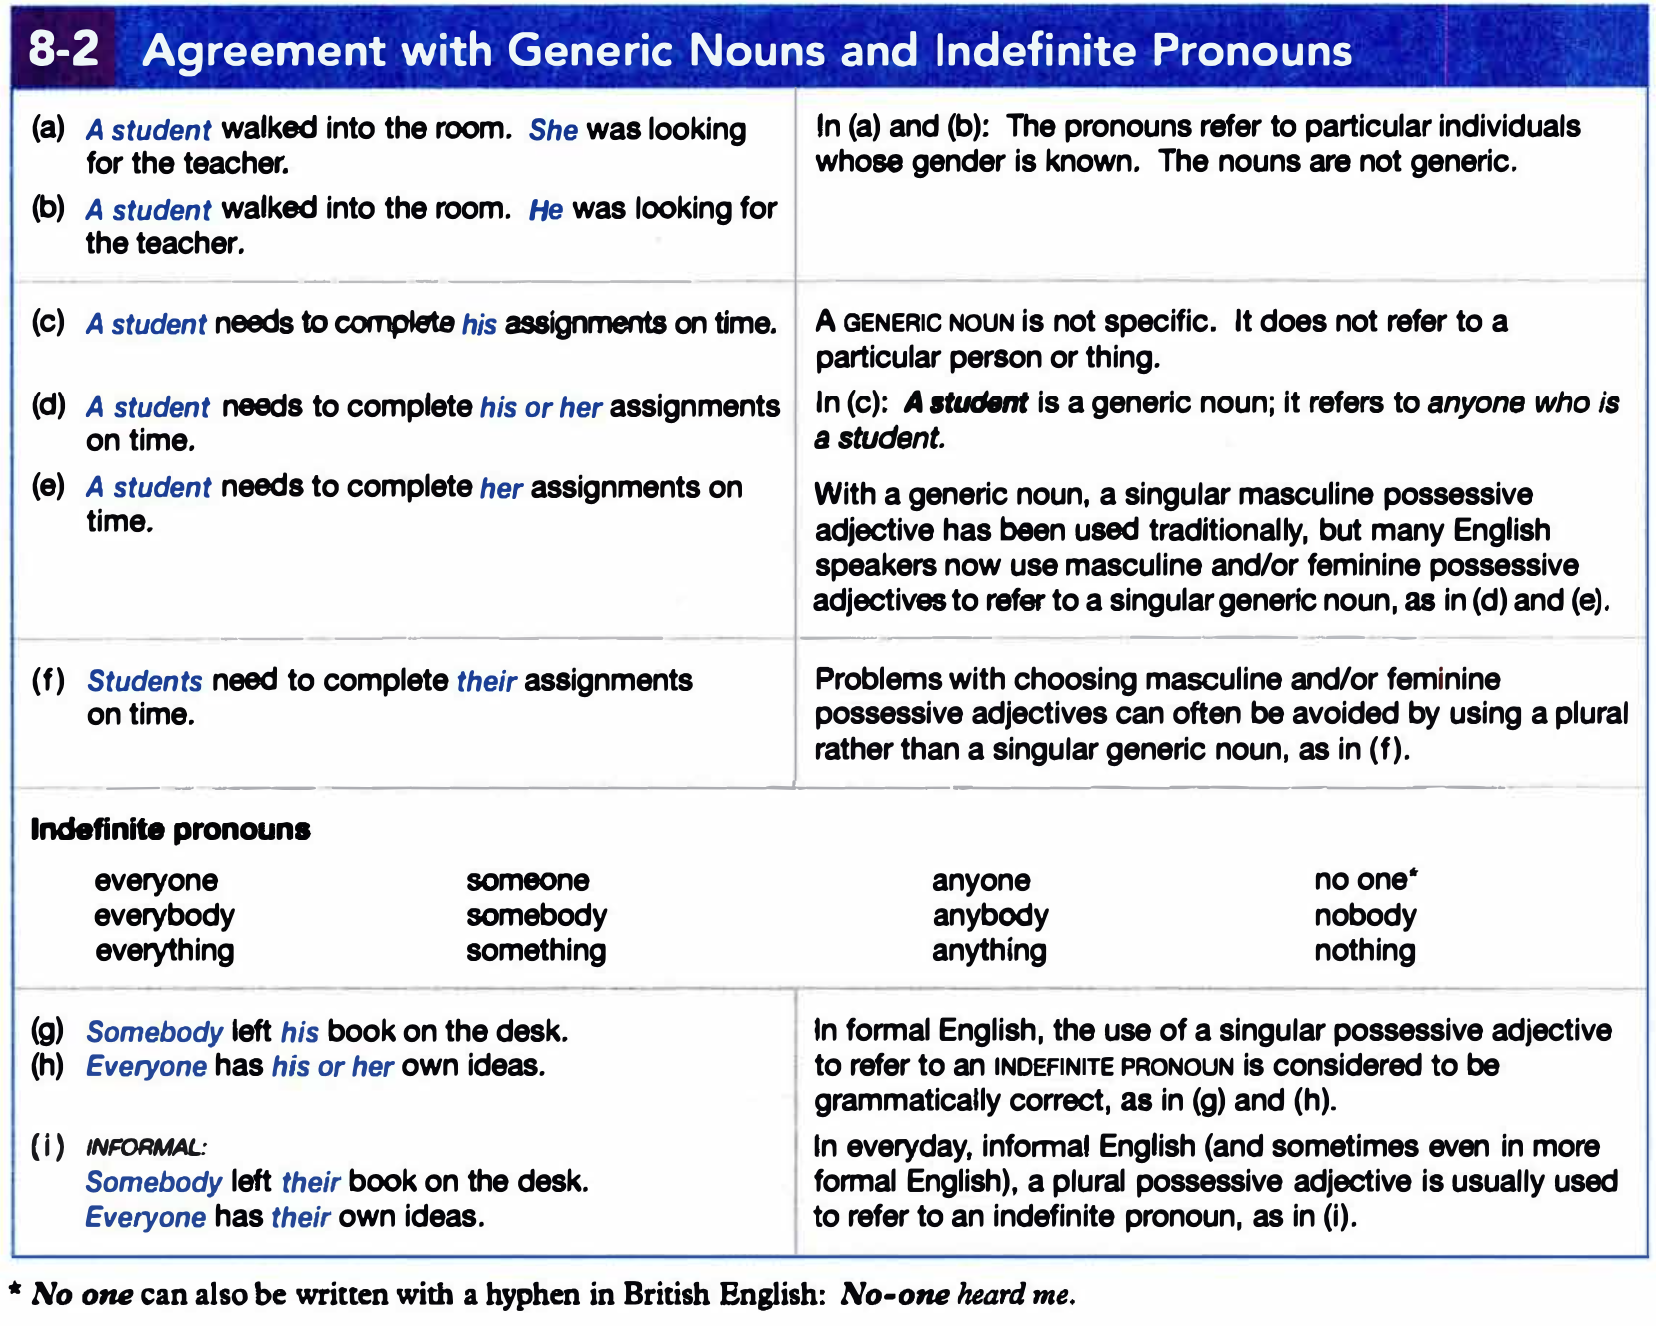 8-2 Agreement with Generic Nouns and Indefinite Pronouns
(a) A student walked into the room. She was looking
for the teacher.
(b) A student walked into the room. He was looking for
the teacher.
In (a) and (b): The pronouns refer to particular individuals
whose gender is known. The nouns are not generic.
(c) A student needs to complete his assignments on time.
(d) A student needs to complete his or her assignments
on time.
(e) A student needs to complete her assignments on
time.
A GENERIC NOUN is not specific. It does not refer to a
particular person or thing.
In (c): A student is a generic noun; it refers to anyone who is
a student.
With a generic noun, a singular masculine possessive
adjective has been used traditionally, but many English
speakers now use masculine and/or feminine possessive
adjectives to refer to a singular generic noun, as in (d) and (e).
(f) Students need to complete their assignments
on time.
Problems with choosing masculine and/or feminine
possessive adjectives can often be avoided by using a plural
rather than a singular generic noun, as in (f).
Indefinite pronouns
everyone someone anyone no one*
everybody somebody anybody nobody
everything something anything nothing
(g) Somebody left his book on the desk.
(h) Everyone has his or her own ideas.
(i) INFORMAL:
Somebody left their book on the desk.
Everyone has their own ideas.
In formal English, the use of a singular possessive adjective
to refer to an INDEFINITE PRONOUN is considered to be
grammatically correct, as in (g) and (h).
In everyday, informal English (and sometimes even in more
formal English), a plural possessive adjective is usually used
to refer to an indefinite pronoun, as in (i).
* No one can also be written with a hyphen in British English: No-one heard me.